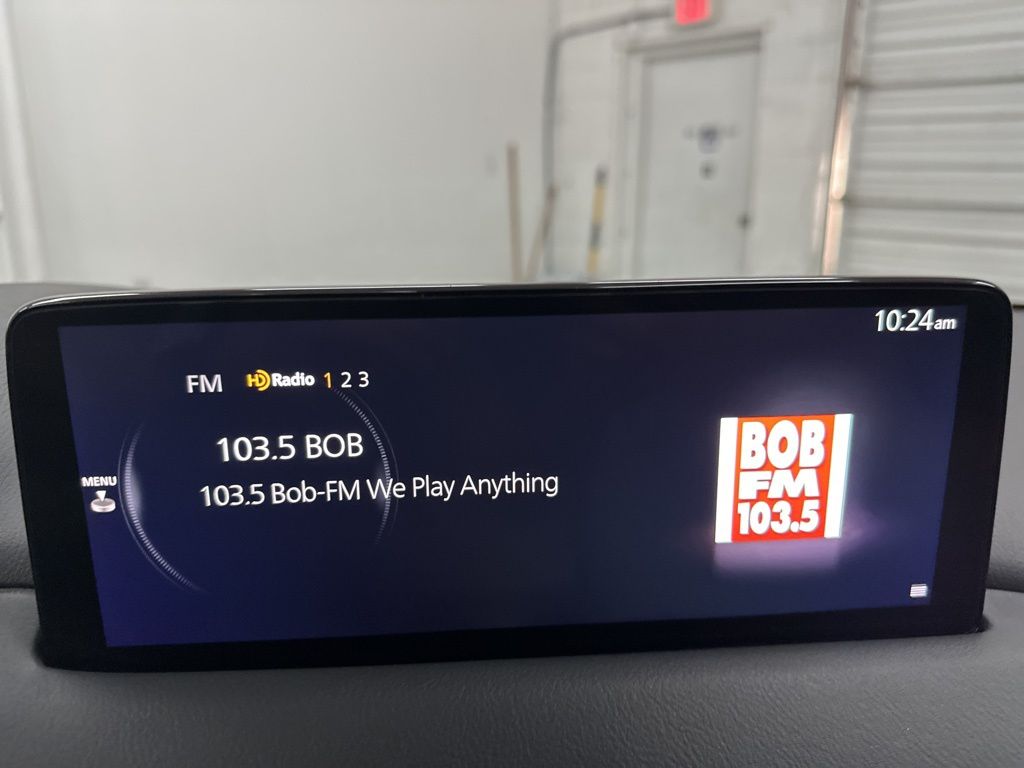 10:24am
FM HD Radio 1 2 3
103.5 BOB
MENU
103.5 Bob-FM We Play Anything
BOB
FM
103.5